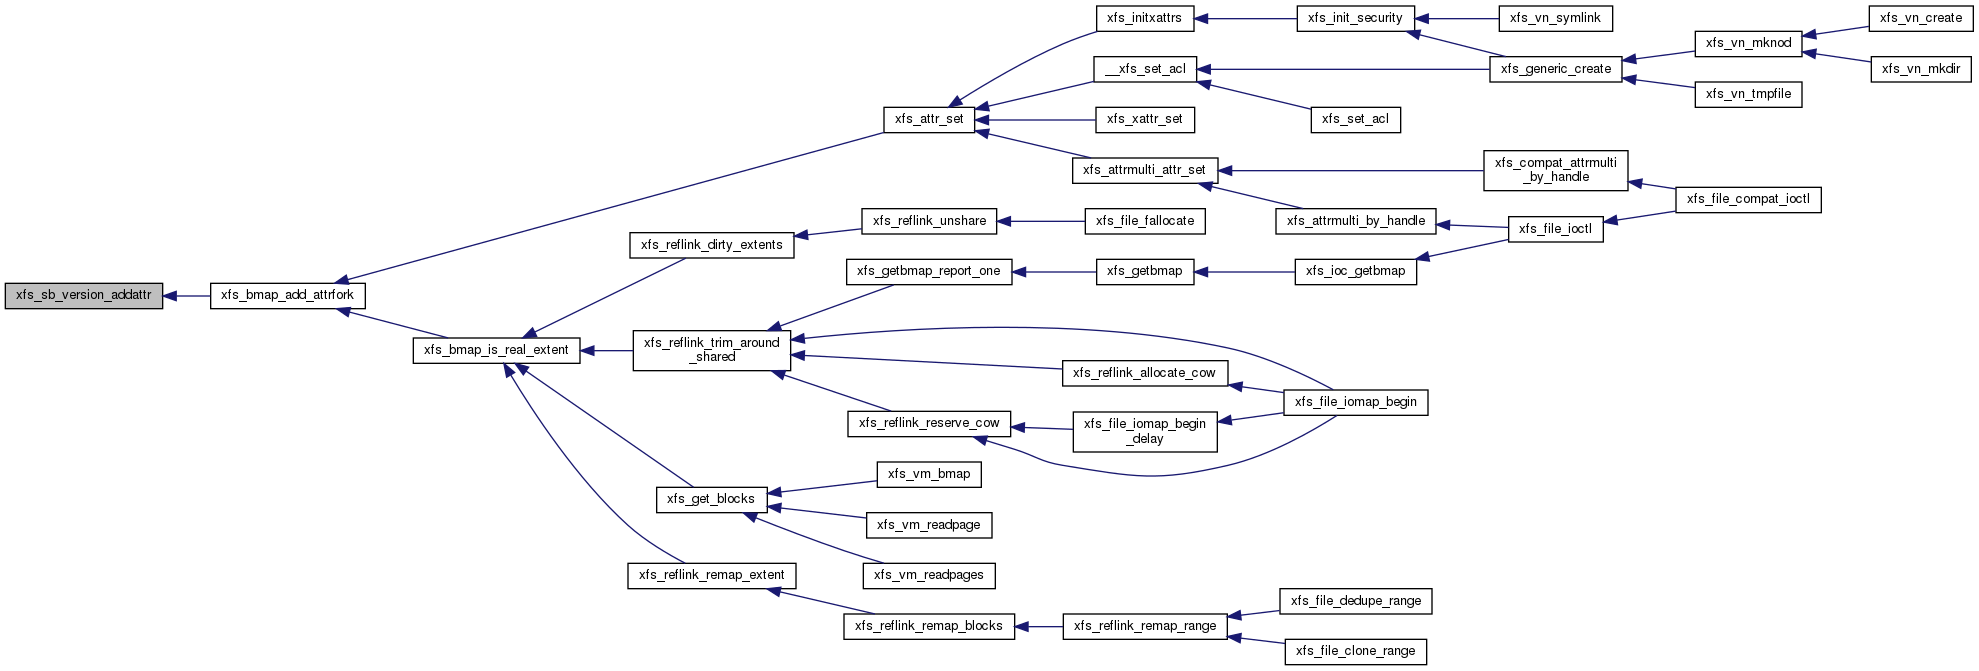 xfs_sb_version_addattr
xfs_bmap_add_attrfork
xfs_attr_set
xfs_initxattrs
xfs_init_security
xfs_vn_symlink
xfs_generic_create
xfs_vn_mknod
xfs_vn_create
xfs_vn_mkdir
xfs_vn_tmpfile
__xfs_set_acl
xfs_set_acl
xfs_xattr_set
xfs_attrmulti_attr_set
xfs_compat_attrmulti
_by_handle
xfs_file_compat_ioctl
xfs_attrmulti_by_handle
xfs_file_ioctl
xfs_bmap_is_real_extent
xfs_reflink_dirty_extents
xfs_reflink_unshare
xfs_file_fallocate
xfs_reflink_trim_around
_shared
xfs_getbmap_report_one
xfs_getbmap
xfs_ioc_getbmap
xfs_reflink_allocate_cow
xfs_file_iomap_begin
xfs_reflink_reserve_cow
xfs_file_iomap_begin
_delay
xfs_get_blocks
xfs_vm_bmap
xfs_vm_readpage
xfs_vm_readpages
xfs_reflink_remap_extent
xfs_reflink_remap_blocks
xfs_reflink_remap_range
xfs_file_dedupe_range
xfs_file_clone_range